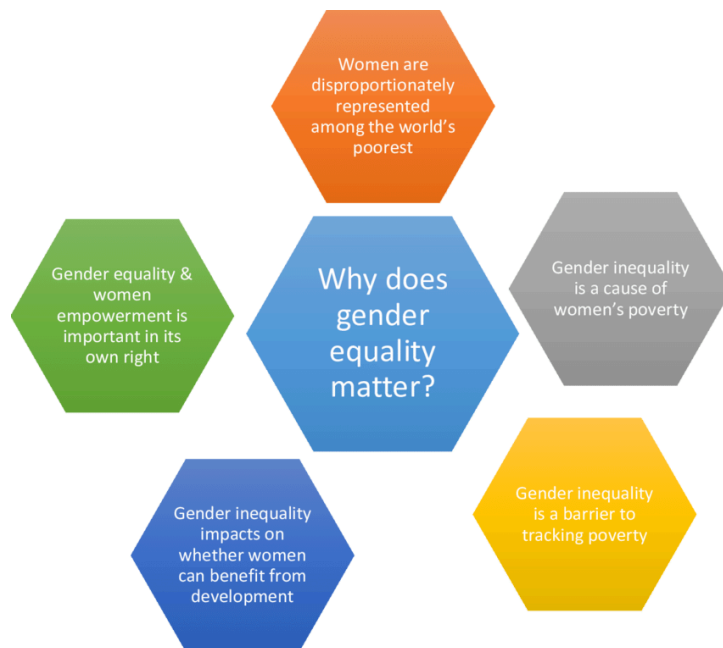 Women are
disproportionately
represented
among the world's
poorest
Gender inequality
is a cause of
women's poverty
Gender inequality
is a barrier to
tracking poverty
Gender inequality
impacts on
whether women
can benefit from
development
Gender equality &
women
empowerment is
important in its
own right
Why does
gender
equality
matter?